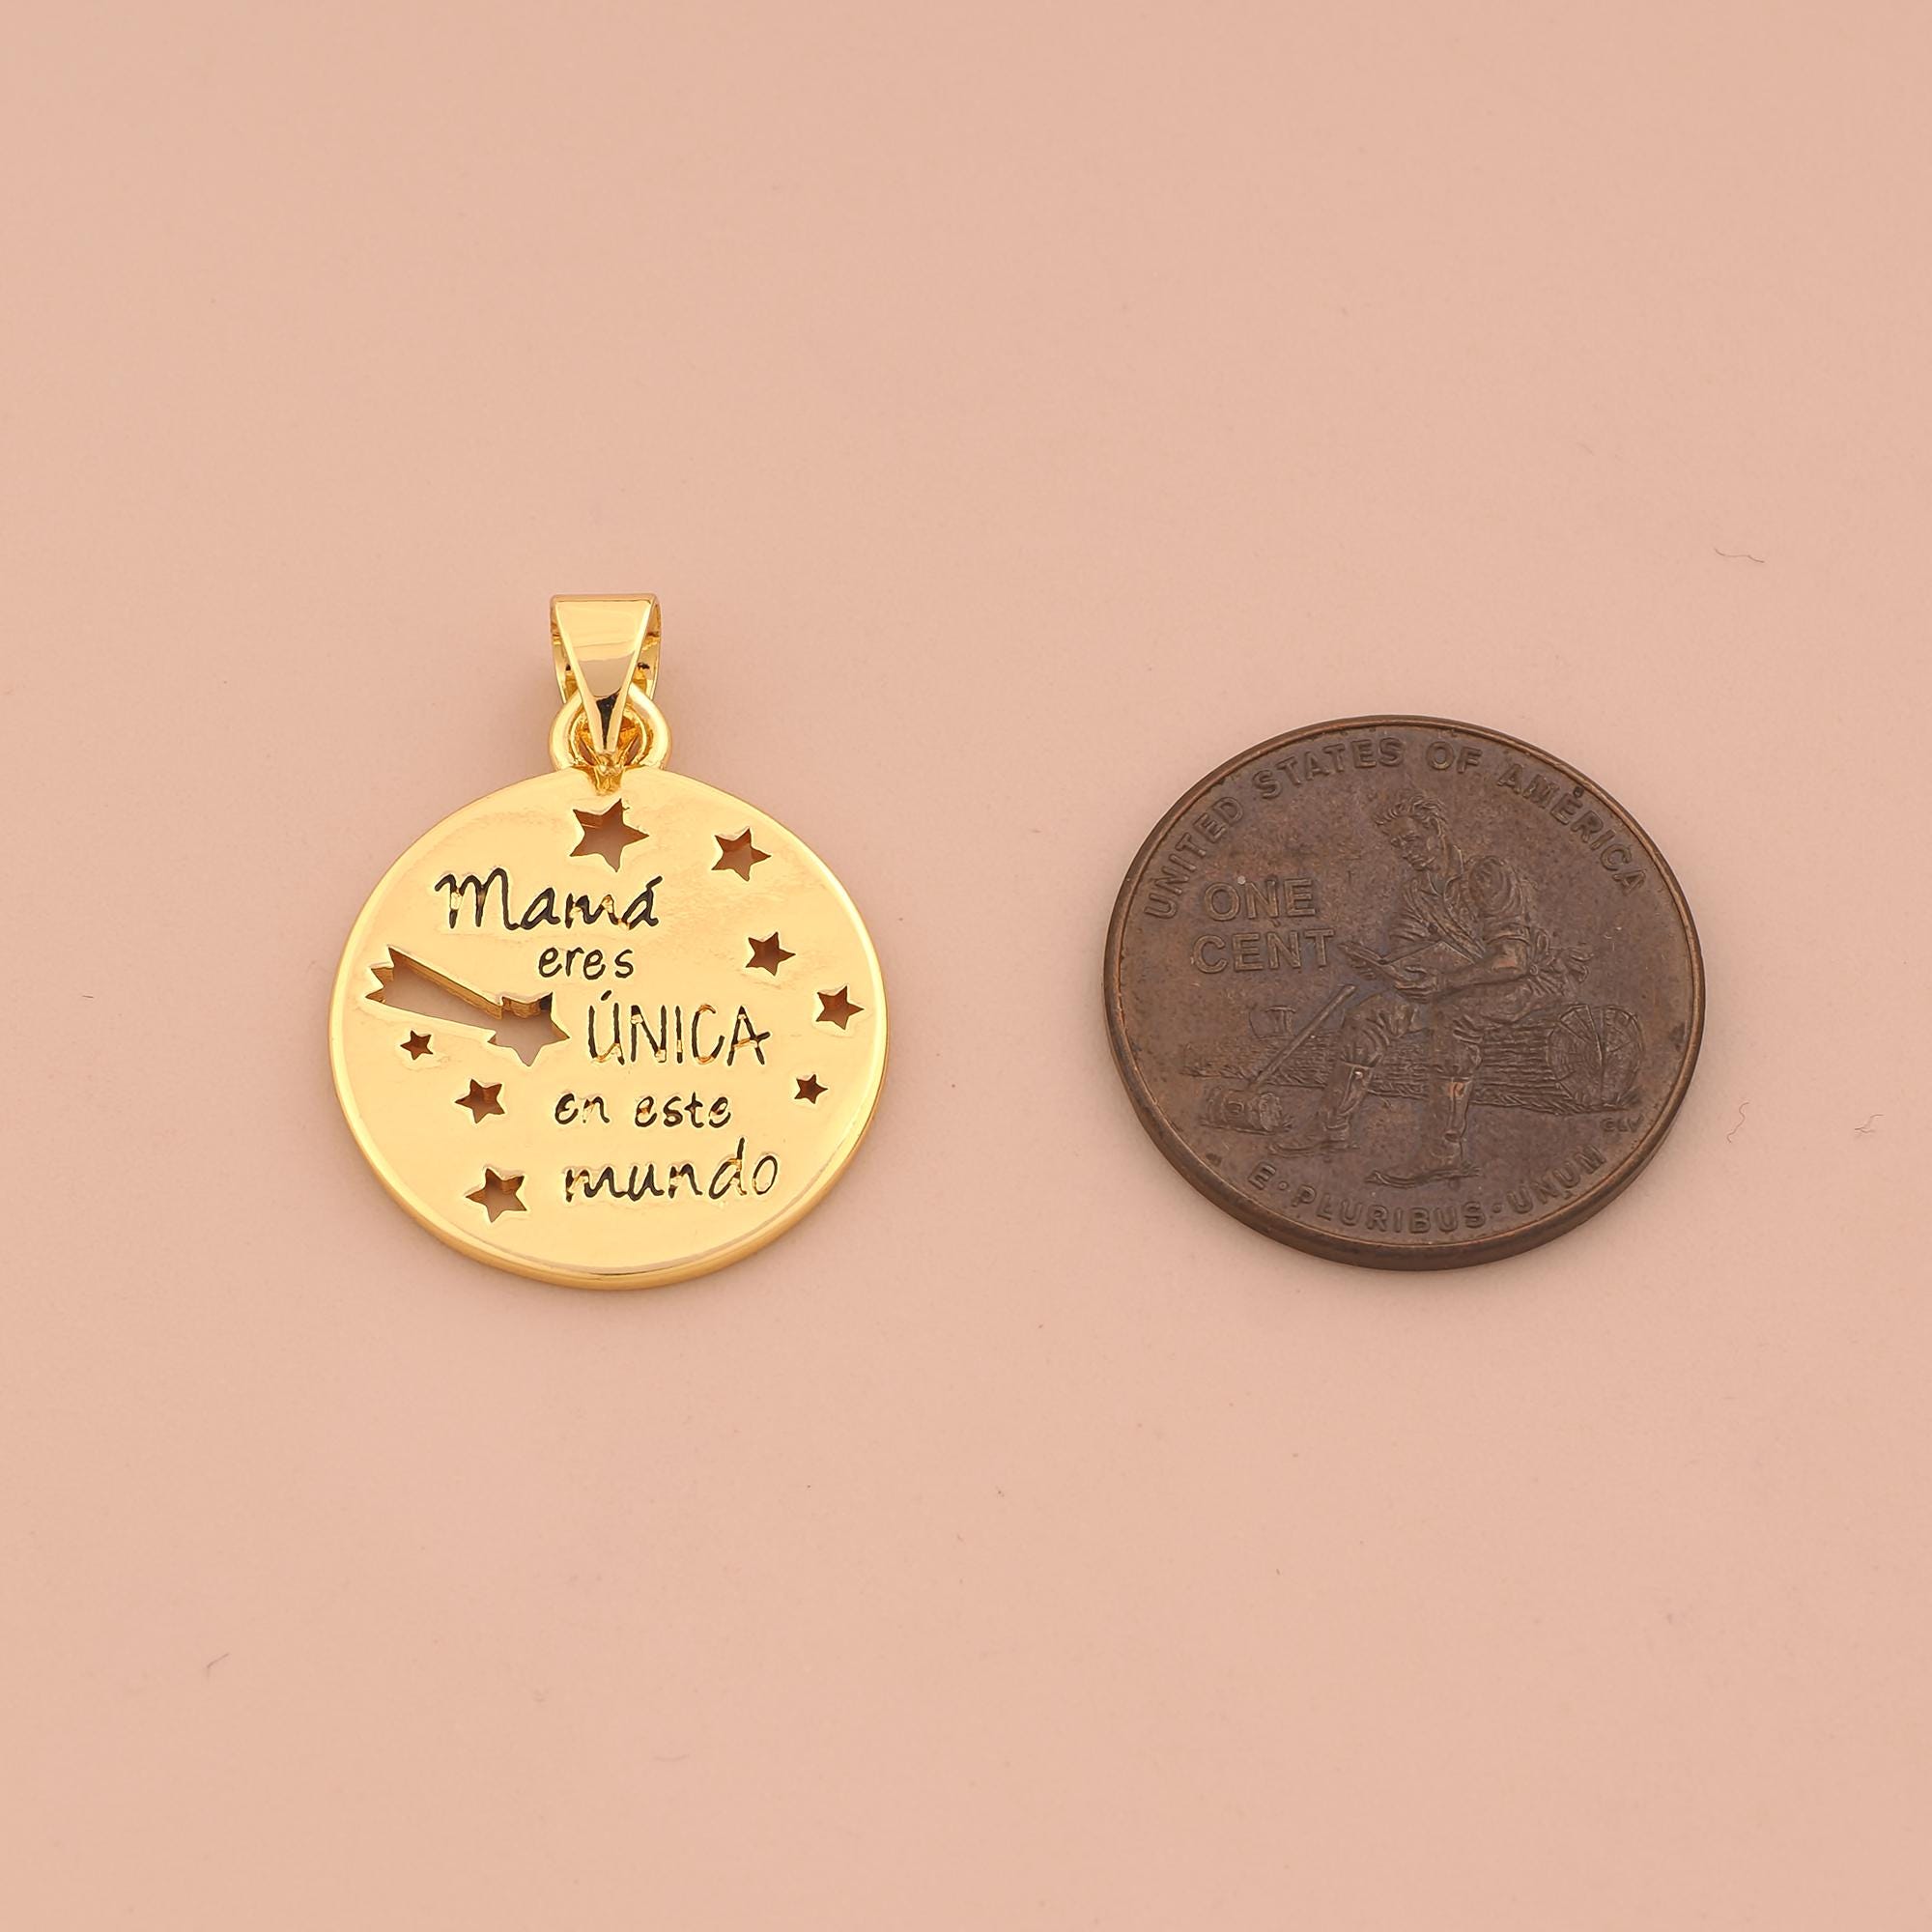 Mamá
eres
ÚNICA
en este
mundo
UNITED STATES OF AMERICA
ONE
CENT
E·PLURIBUS·UNUM